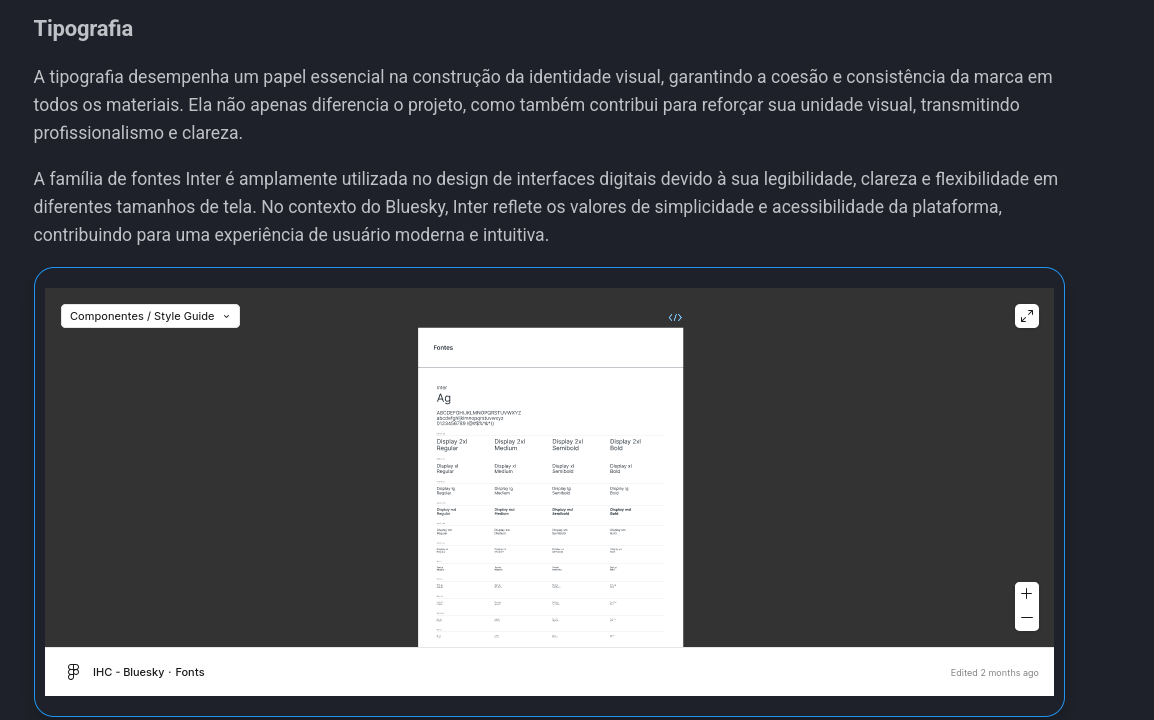 Tipografia
A tipografia desempenha um papel essencial na construção da identidade visual, garantindo a coesão e consistência da marca em
todos os materiais. Ela não apenas diferencia o projeto, como também contribui para reforçar sua unidade visual, transmitindo
profissionalismo e clareza.
A família de fontes Inter é amplamente utilizada no design de interfaces digitais devido à sua legibilidade, clareza e flexibilidade em
diferentes tamanhos de tela. No contexto do Bluesky, Inter reflete os valores de simplicidade e acessibilidade da plataforma,
contribuindo para uma experiência de usuário moderna e intuitiva.
Componentes / Style Guide
</>
Fontes
Inter
Ag
ABCDEFGHIJKLMNOPQRSTUVWXYZ
abcdefghijklmnopqrstuvwxyz
Display 2xl Display 2xl Display 2xl Display 2xl
Regular Medium Semibold Bold
Display xl Display xl Display xl Display xl
Regular Medium Semibold Bold
Display lg Display lg Display lg Display lg
Regular Medium Semibold Bold
Display md Display md Display md Display md
Regular Medium Semibold Bold
IHC - Bluesky · Fonts
Edited 2 months ago